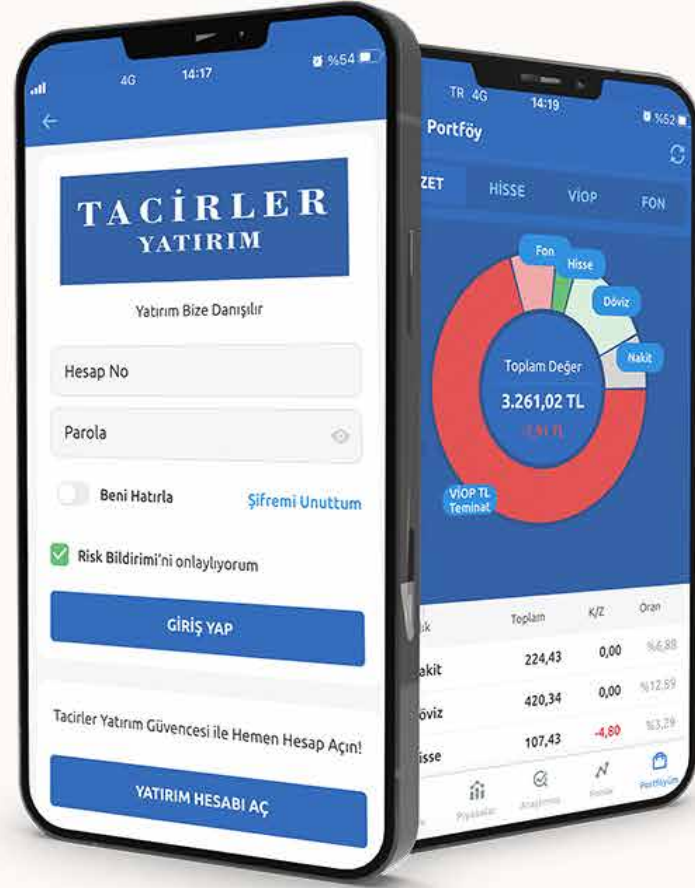 4G 14:17 %54
TACİRLER
YATIRIM
Yatırım Bize Danışılır
Hesap No
Parola
Beni Hatırla Şifremi Unuttum
Risk Bildirimi'ni onaylıyorum
GİRİŞ YAP
Tacirler Yatırım Güvencesi ile Hemen Hesap Açın!
YATIRIM HESABI AÇ
TR 4G 14:19 %52
Portföy
ZET HİSSE VİOP FON
Fon
Hisse
Döviz
Nakit
Toplam Değer
3.261,02 TL
VİOP TL
Teminat
ık Toplam K/Z Oran
akit 224,43 0,00 %6,88
öviz 420,34 0,00 %12,89
isse 107,43 -4,80 %3,29
Piyasalar Araştırma Portföyüm